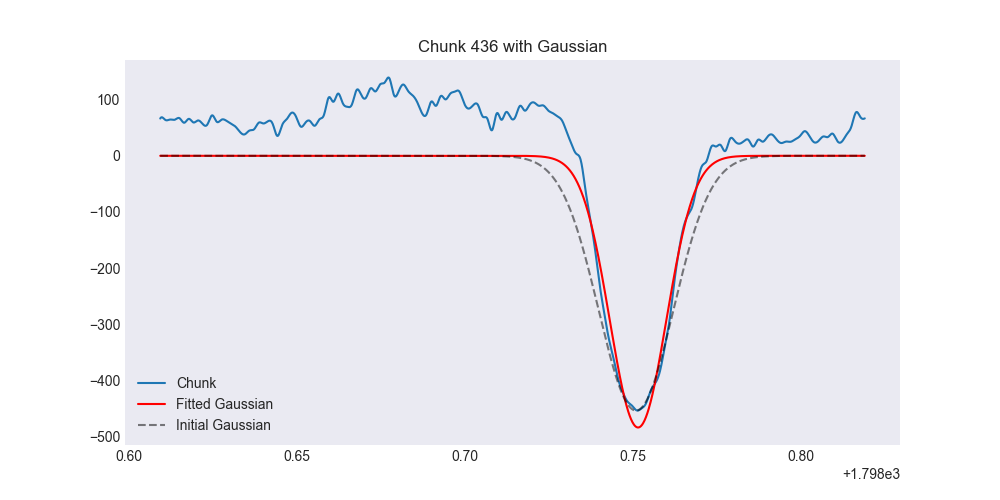 Chunk 436 with Gaussian
100
0
−100
−200
−300
−400
−500
Chunk
Fitted Gaussian
Initial Gaussian
0.60 0.65 0.70 0.75 0.80
+1.798e3